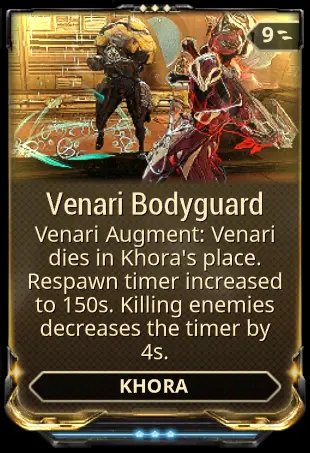 9
Venari Bodyguard
Venari Augment: Venari
dies in Khora's place.
Respawn timer increased
to 150s. Killing enemies
decreases the timer by
4s.
KHORA